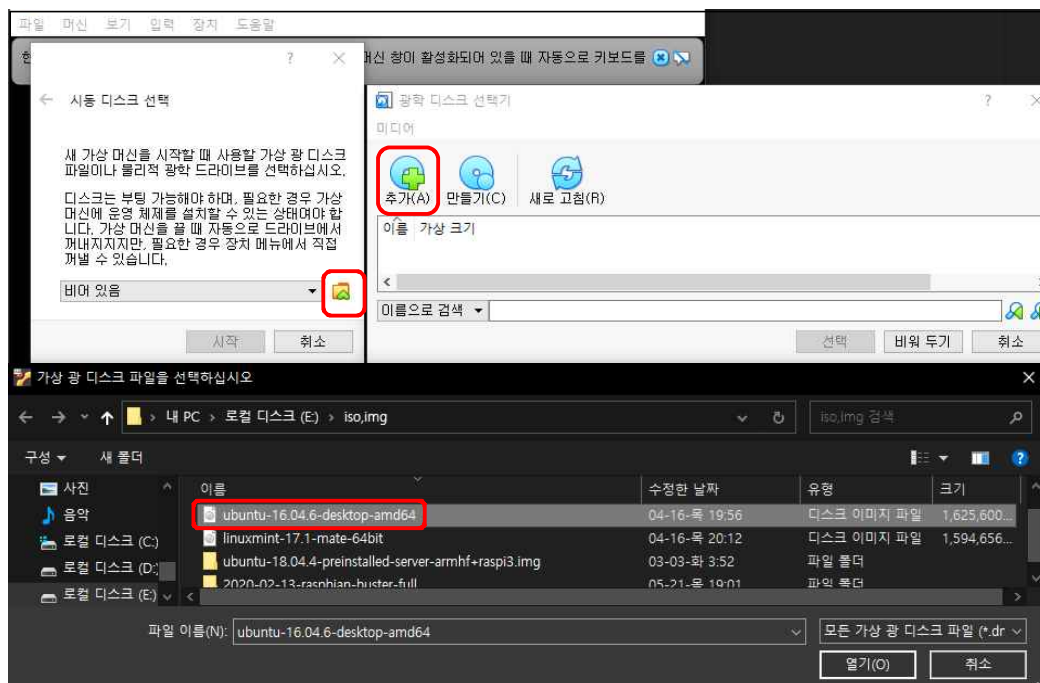 파일 머신 보기 입력 장치 도움말
머신 창이 활성화되어 있을 때 자동으로 키보드를
?
시동 디스크 선택
새 가상 머신을 시작할 때 사용할 가상 광 디스크
파일이나 물리적 광학 드라이브를 선택하십시오.
디스크는 부팅 가능해야 하며, 필요한 경우 가상
머신에 운영 체제를 설치할 수 있는 상태여야 합
니다. 가상 머신을 끌 때 자동으로 드라이브에서
꺼내지지지만, 필요한 경우 장치 메뉴에서 직접
꺼낼 수 있습니다.
비어 있음
시작 취소
광학 디스크 선택기 ?
미디어
추가(A) 만들기(C) 새로 고침(R)
이름 가상 크기
이름으로 검색
선택 비워 두기 취소
가상 광 디스크 파일을 선택하십시오
내 PC › 로컬 디스크 (E:) › iso,img
iso,img 검색
구성 새 폴더
?
사진
음악
로컬 디스크 (C:)
로컬 디스크 (D:)
로컬 디스크 (E:)
이름 수정한 날짜 유형 크기
ubuntu-16.04.6-desktop-amd64 04-16-목 19:56 디스크 이미지 파일 1,625,600...
linuxmint-17.1-mate-64bit 04-16-목 20:12 디스크 이미지 파일 1,594,656...
ubuntu-18.04.4-preinstalled-server-armhf+raspi3.img 03-03-화 3:52 파일 폴더
2020-02-13-raspbian-buster-full 05-21-목 19:01 파일 폴더
파일 이름(N): ubuntu-16.04.6-desktop-amd64 모든 가상 광 디스크 파일 (*.dr
열기(O) 취소